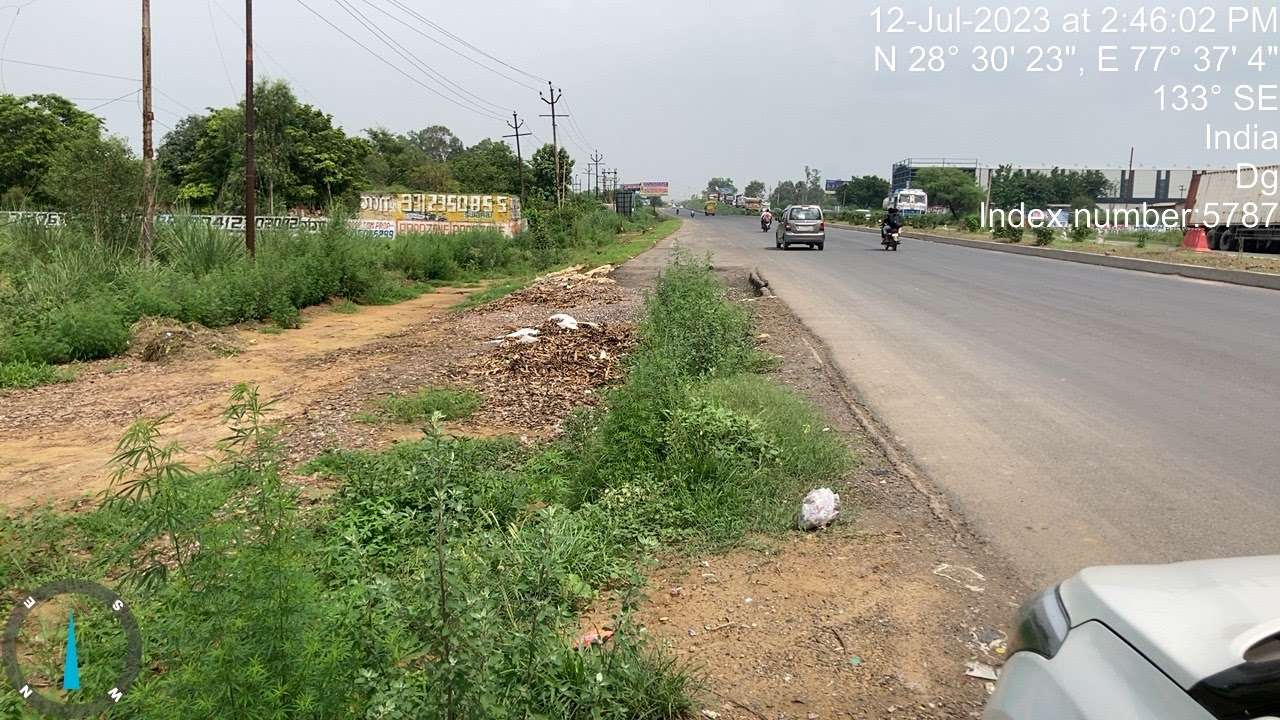 12-Jul-2023 at 2:46:02 PM
N 28° 30' 23", E 77° 37' 4"
133° SE
India
Dg
Index number:5787
E
S
N
W